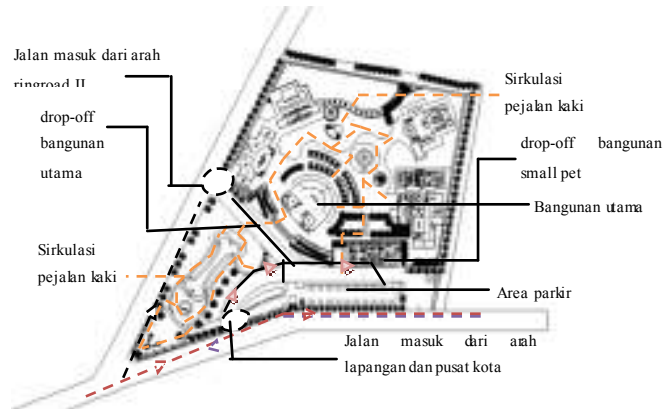 Jalan masuk dari arah
ringroad II
drop-off
bangunan
utama
Sirkulasi
pejalan kaki
Sirkulasi
pejalan kaki
drop-off bangunan
small pet
Bangunan utama
Area parkir
Jalan masuk dari arah
lapangan dan pusat kota